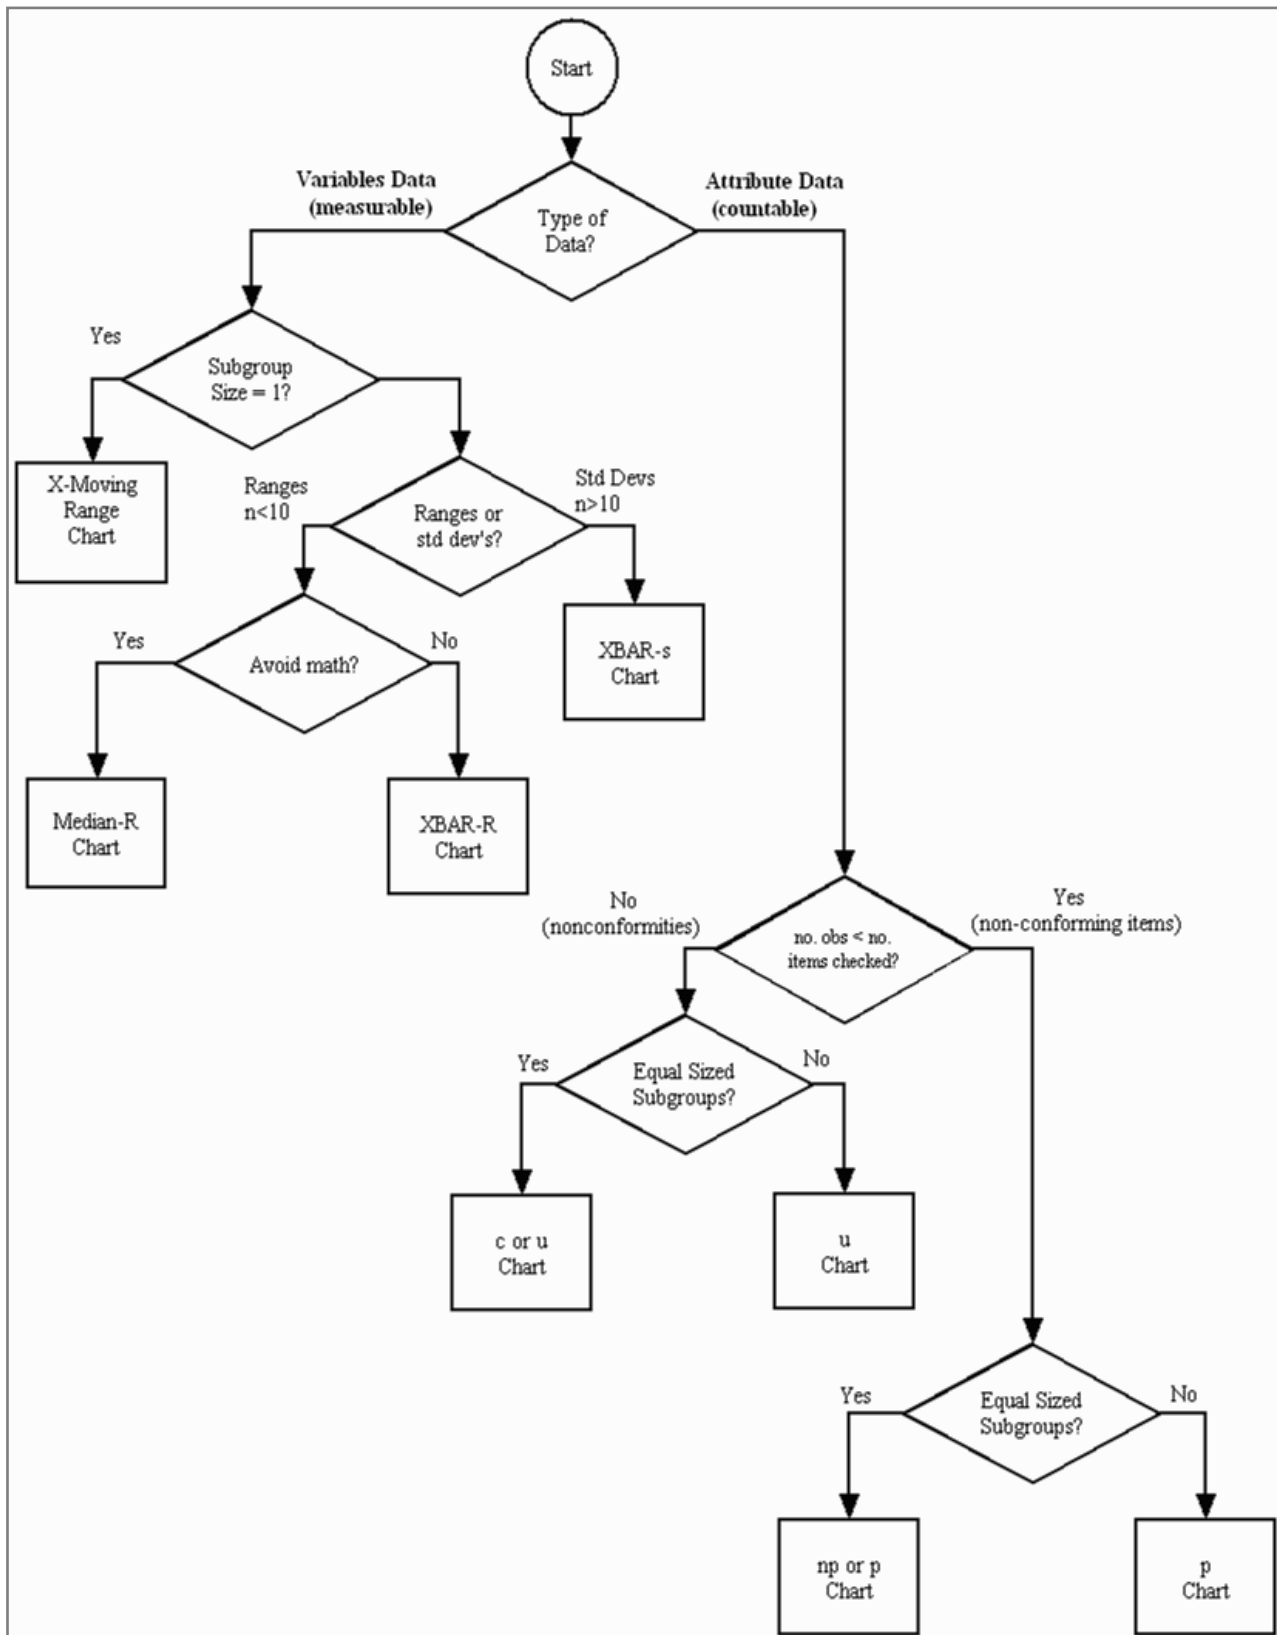 Start
Variables Data
(measurable)
Attribute Data
(countable)
Type of
Data?
Yes
Subgroup
Size = 1?
X-Moving
Range
Chart
Ranges
n<10
Std Devs
n>10
Ranges or
std dev's?
Yes
No
Avoid math?
XBAR-s
Chart
Median-R
Chart
XBAR-R
Chart
No
(nonconformities)
Yes
(non-conforming items)
no. obs < no.
items checked?
Yes
No
Equal Sized
Subgroups?
c or u
Chart
u
Chart
Yes
No
Equal Sized
Subgroups?
np or p
Chart
p
Chart